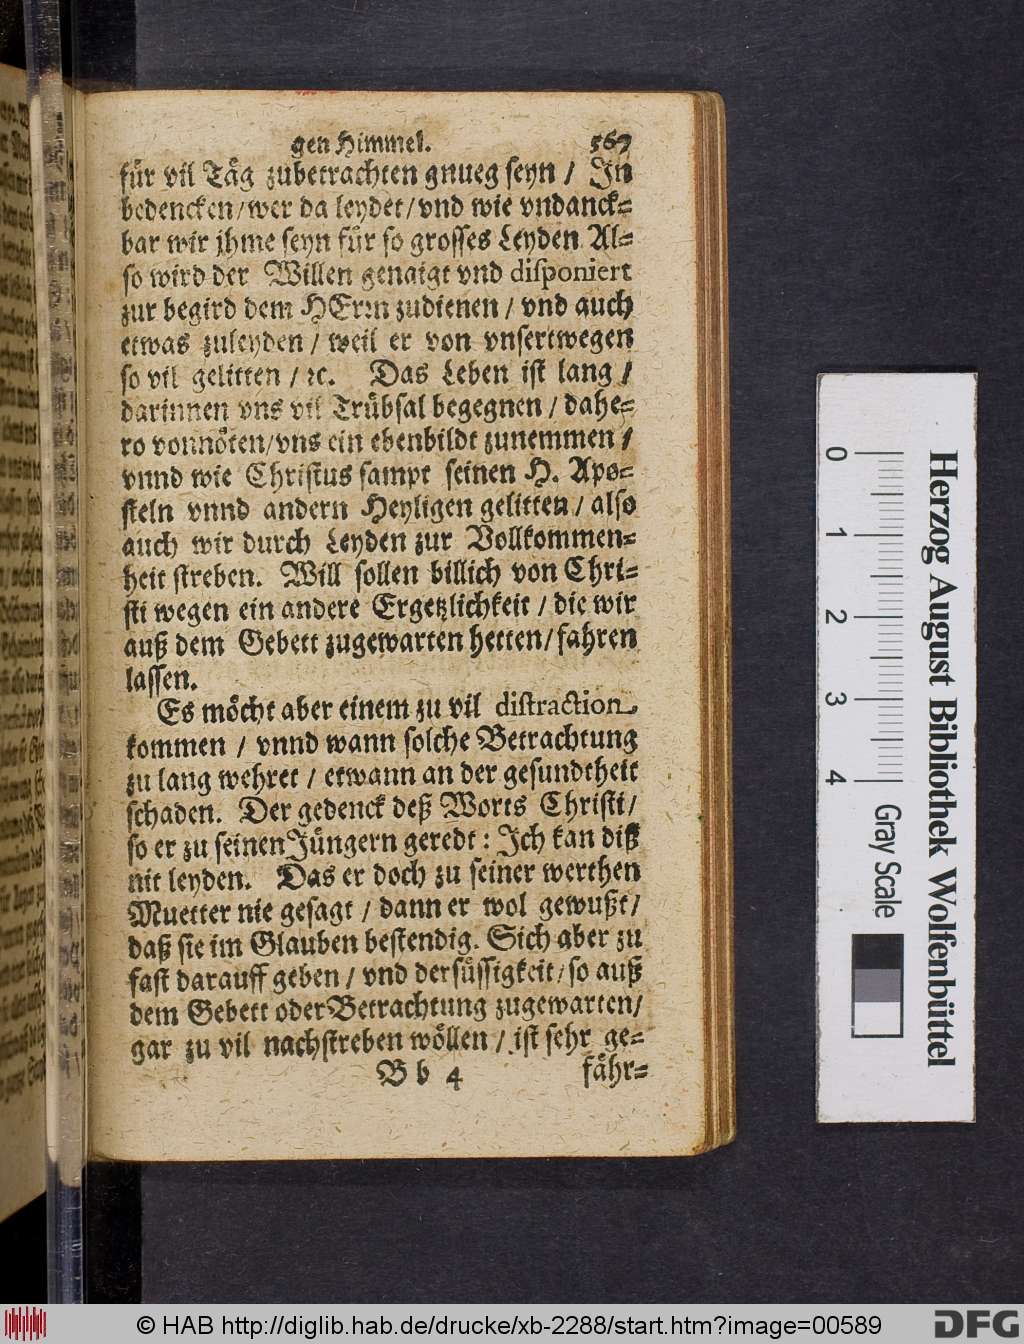 gen Himmel. 567
für vil Täg zubetrachten gnueg seyn / In
bedencken / wer da leydet / vnd wie vndanck=
bar wir jhme seyn für so grosses Leyden Al=
so wird der Willen genaigt vnd disponiert
zur begird dem HErrn zudienen / vnd auch
etwas zuleyden / weil er von vnsertwegen
so vil gelitten / ꝛc. Das Leben ist lang /
darinnen vns vil Trübsal begegnen / dahe=
ro vonnöten / vns ein ebenbildt zunemmen /
vnnd wie Christus sampt seinen H. Apo=
steln vnnd andern Heyligen gelitten / also
auch wir durch Leyden zur Vollkommen=
heit streben. Will sollen billich von Chri=
sti wegen ein andere Ergetzlichkeit / die wir
auß dem Gebett zugewarten hetten / fahren
lassen.
Es möcht aber einem zu vil distraction
kommen / vnnd wann solche Betrachtung
zu lang wehret / etwann an der gesundtheit
schaden. Der gedenck deß Worts Christi /
so er zu seinen Jüngern geredt : Ich kan diß
nit leyden. Das er doch zu seiner werthen
Muetter nie gesagt / dann er wol gewußt /
daß sie im Glauben bestendig. Sich aber zu
fast darauff geben / vnd der süssigkeit / so auß
dem Gebett oder Betrachtung zugewarten /
gar zu vil nachstreben wöllen / ist sehr ge=
B b 4 fähr=
0 1 2 3 4
Herzog August Bibliothek Wolfenbüttel
Gray Scale
© HAB http://diglib.hab.de/drucke/xb-2288/start.htm?image=00589
DFG